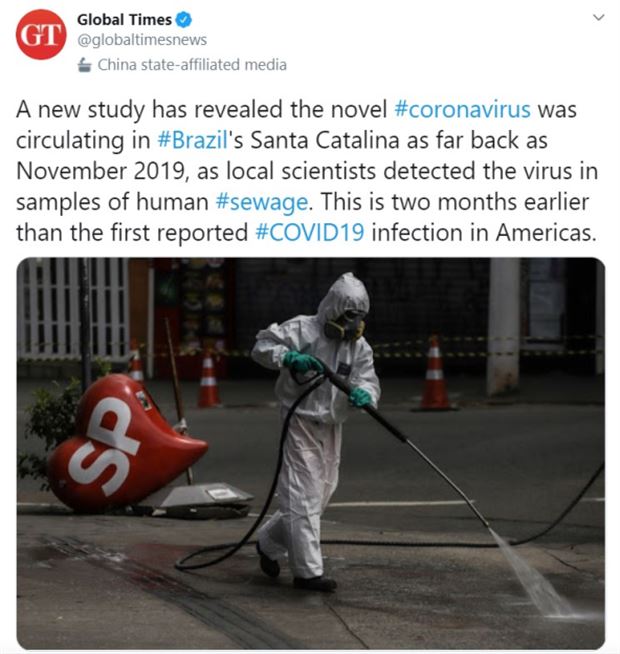 GT
Global Times
@globaltimesnews
China state-affiliated media
A new study has revealed the novel #coronavirus was
circulating in #Brazil's Santa Catalina as far back as
November 2019, as local scientists detected the virus in
samples of human #sewage. This is two months earlier
than the first reported #COVID19 infection in Americas.
SP